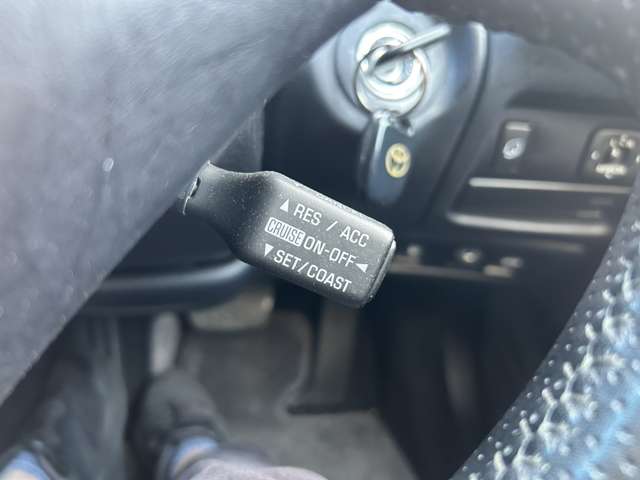 ▲RES / ACC
CRUISE ON-OFF◄
▼SET/COAST